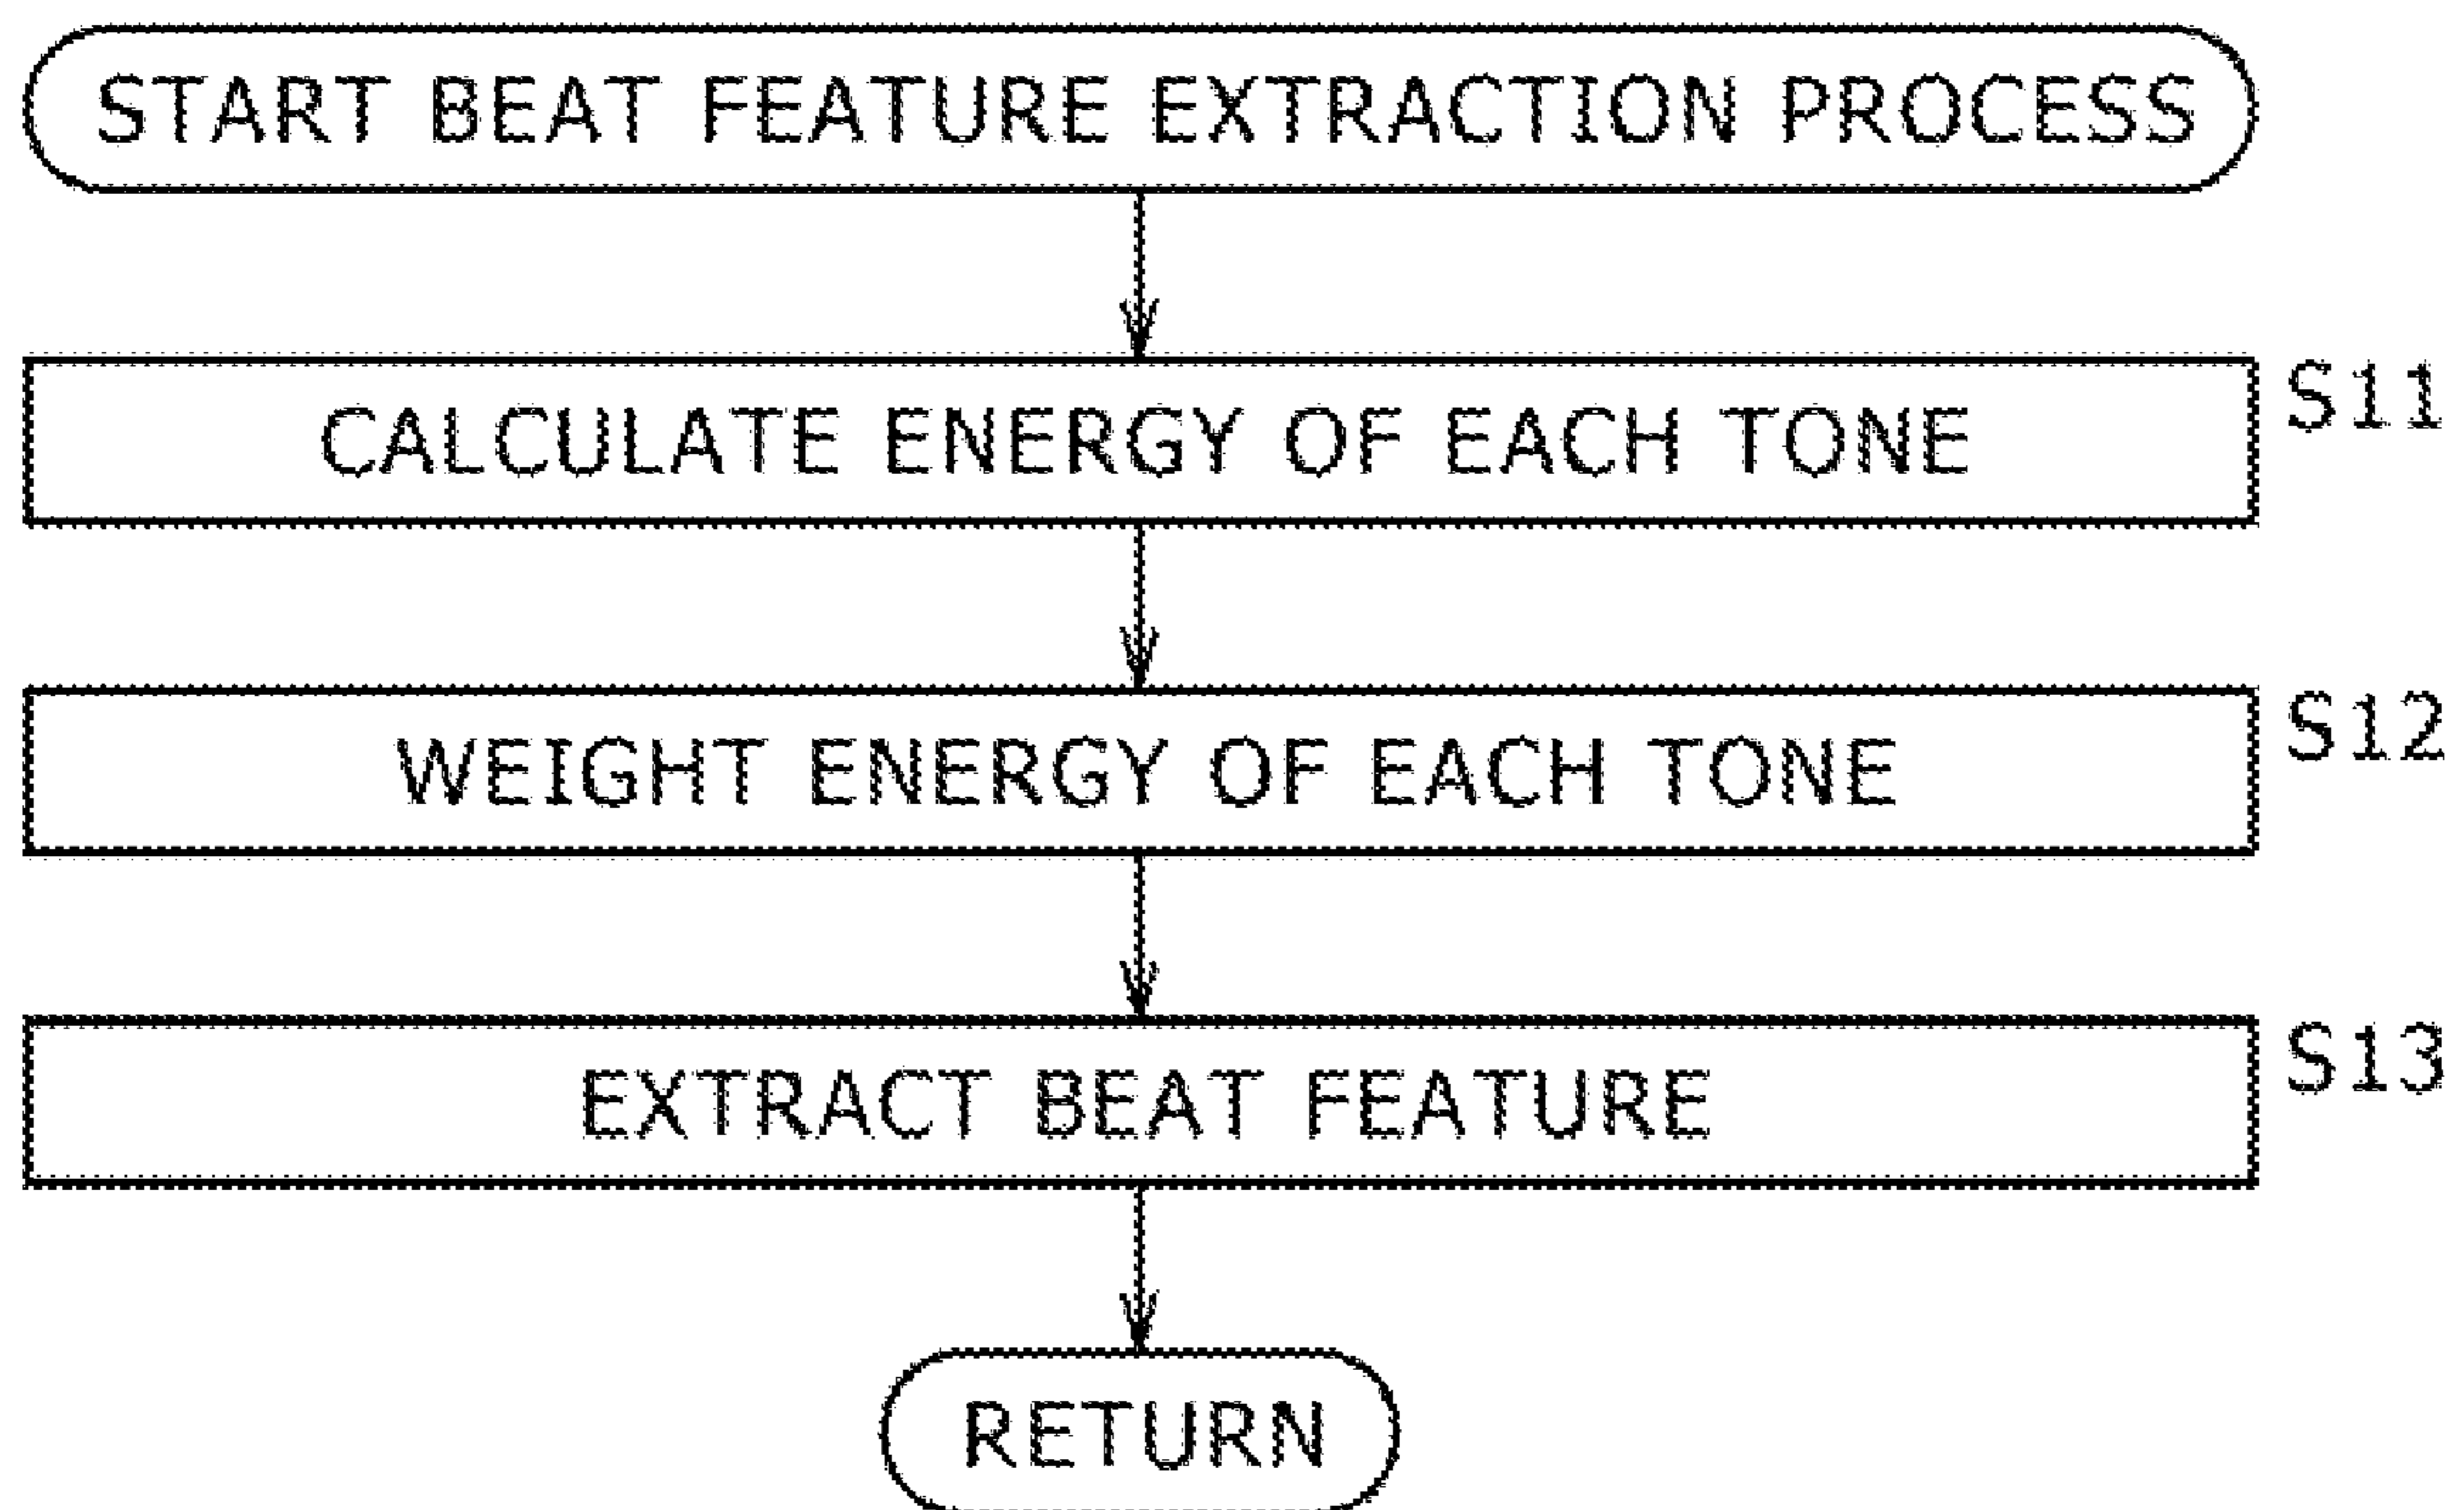 START BEAT FEATURE EXTRACTION PROCESS
CALCULATE ENERGY OF EACH TONE
S11
WEIGHT ENERGY OF EACH TONE
S12
EXTRACT BEAT FEATURE
S13
RETURN